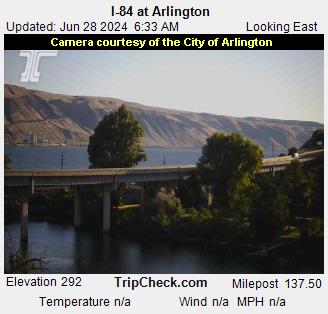 I-84 at Arlington
Updated: Jun 28 2024 6:33 AM Looking East
Camera courtesy of the City of Arlington
Elevation 292 TripCheck.com Milepost 137.50
Temperature n/a Wind n/a MPH n/a